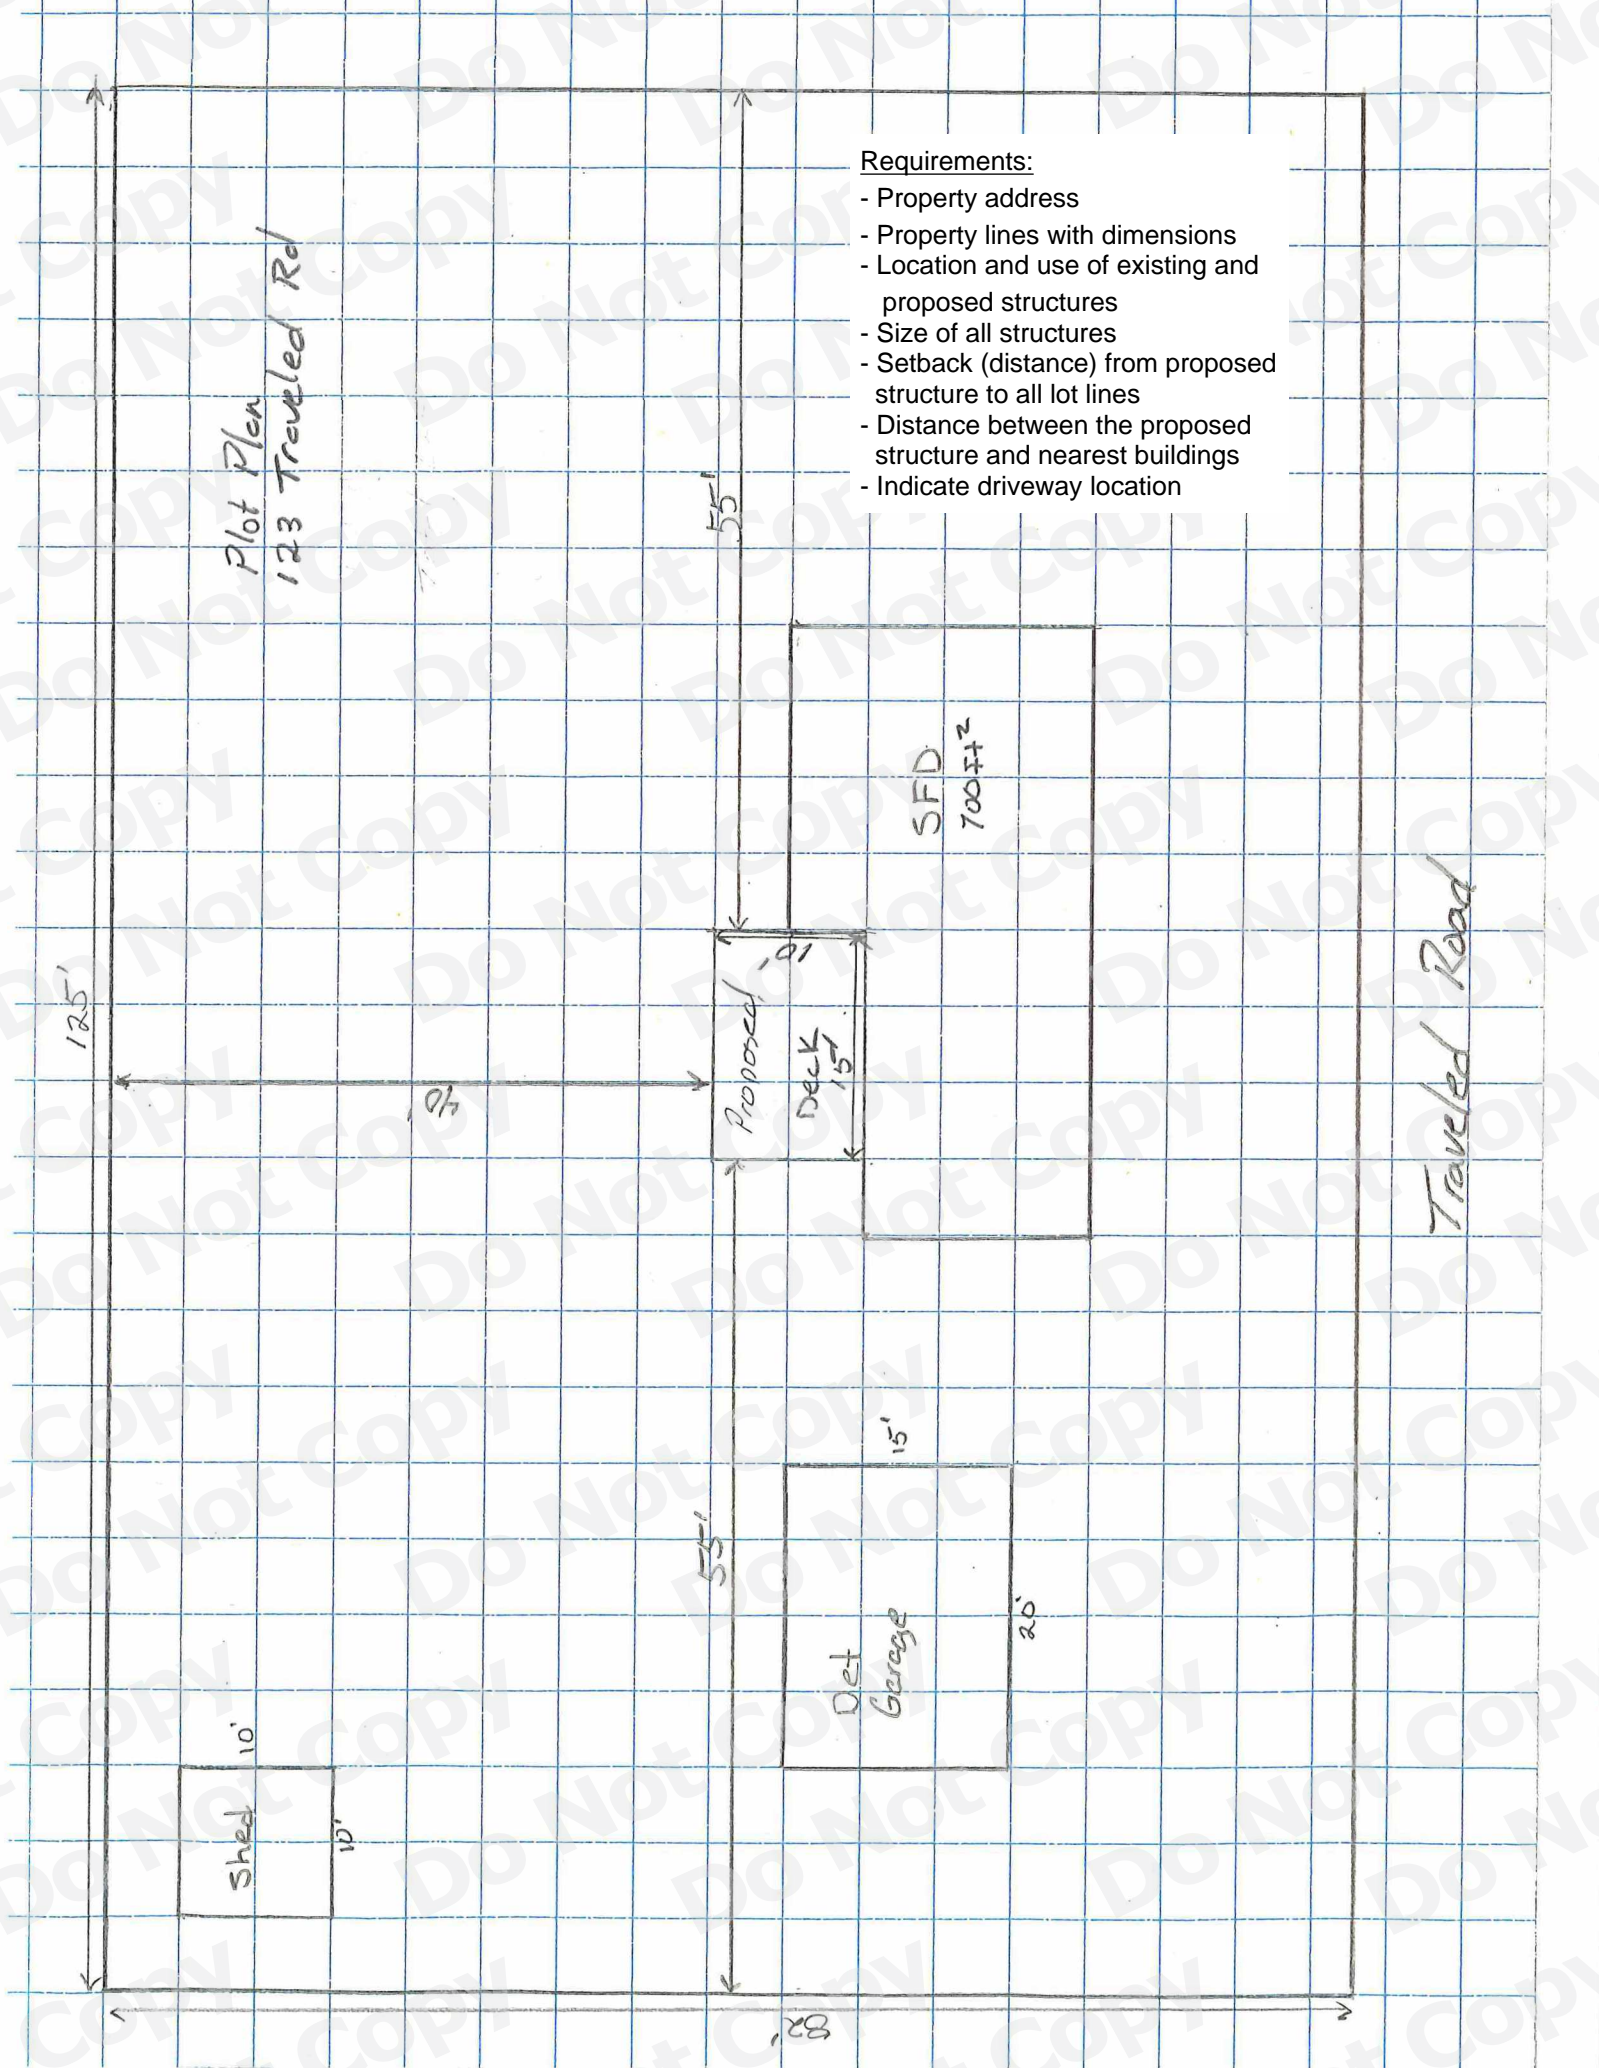 Requirements:
- Property address
- Property lines with dimensions
- Location and use of existing and
proposed structures
- Size of all structures
- Setback (distance) from proposed
structure to all lot lines
- Distance between the proposed
structure and nearest buildings
- Indicate driveway location
Plot Plan
123 Traveled Rd
125'
55'
40'
Proposed
Deck
10'
15'
SFD
700ft²
55'
Det
Garage
15'
20'
Shed
10'
10'
82'
Traveled Road
Do Not Copy